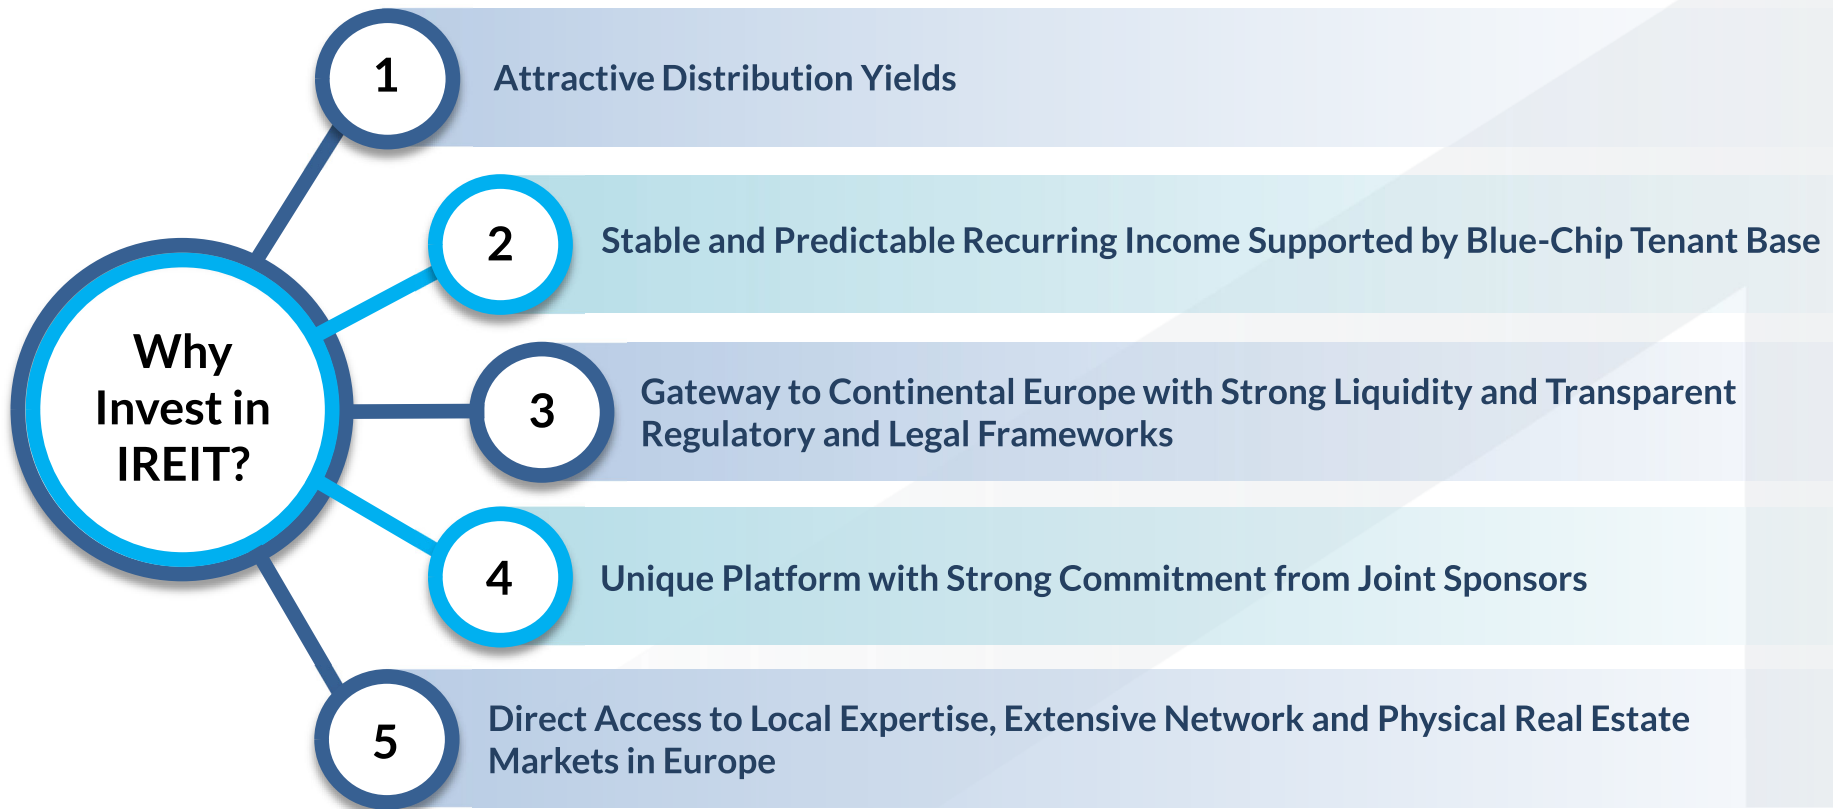 Why
Invest in
IREIT?
1
Attractive Distribution Yields
2
Stable and Predictable Recurring Income Supported by Blue-Chip Tenant Base
3
Gateway to Continental Europe with Strong Liquidity and Transparent
Regulatory and Legal Frameworks
4
Unique Platform with Strong Commitment from Joint Sponsors
5
Direct Access to Local Expertise, Extensive Network and Physical Real Estate
Markets in Europe